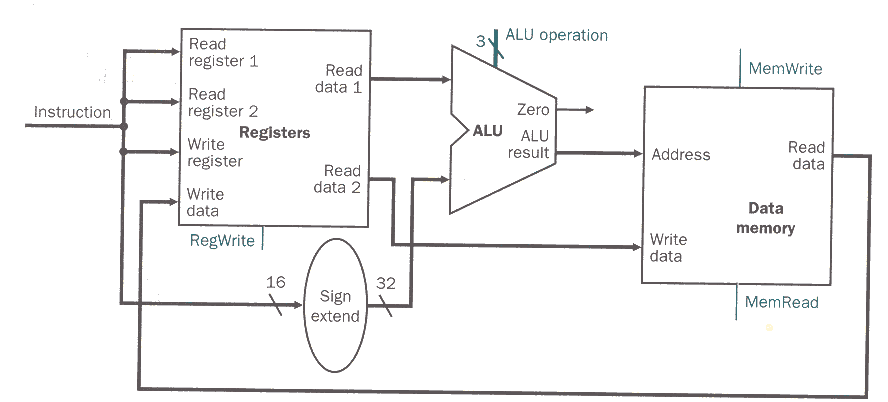 Instruction
Read
register 1
Read
register 2
Write
register
Write
data
Registers
Read
data 1
Read
data 2
RegWrite
16
Sign
extend
32
3
ALU operation
Zero
ALU
ALU
result
MemWrite
Address
Read
data
Data
memory
Write
data
MemRead